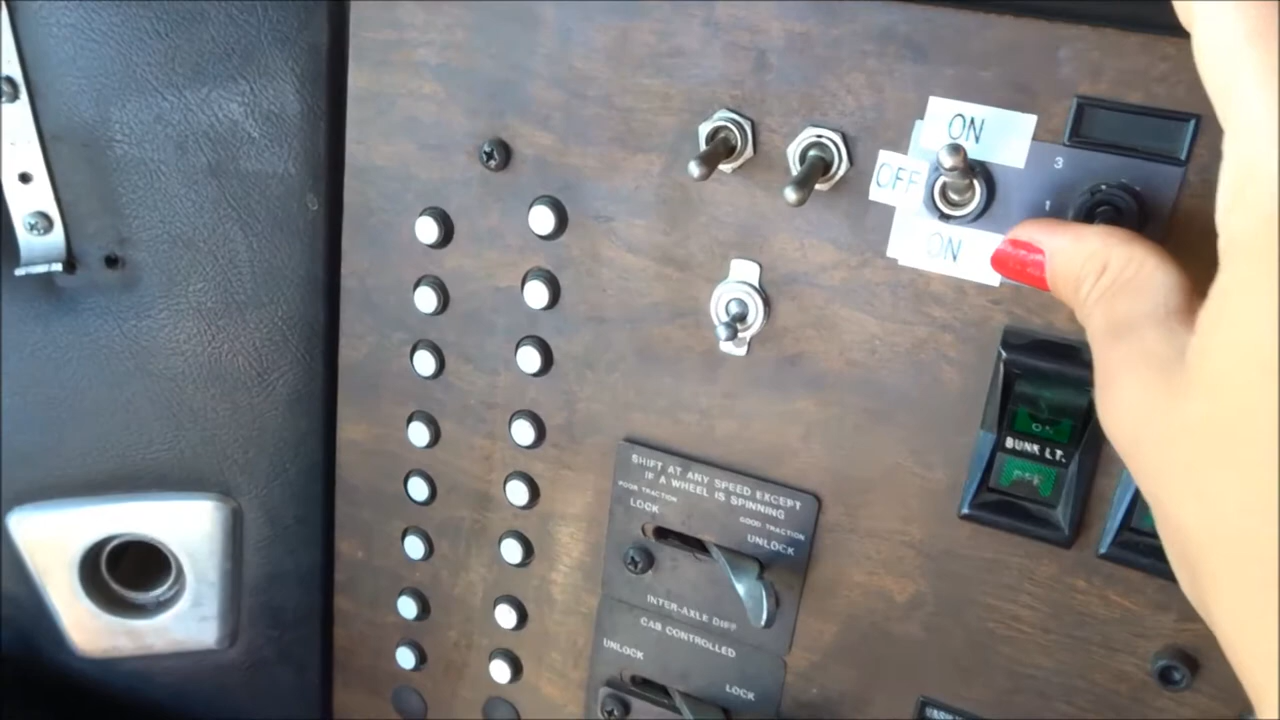 ON
OFF
3
1
ON
ON
BUNK LT.
OFF
SHIFT AT ANY SPEED EXCEPT
IF A WHEEL IS SPINNING
POOR TRACTION
LOCK
GOOD TRACTION
UNLOCK
INTER-AXLE DIFF
CAB CONTROLLED
UNLOCK
LOCK